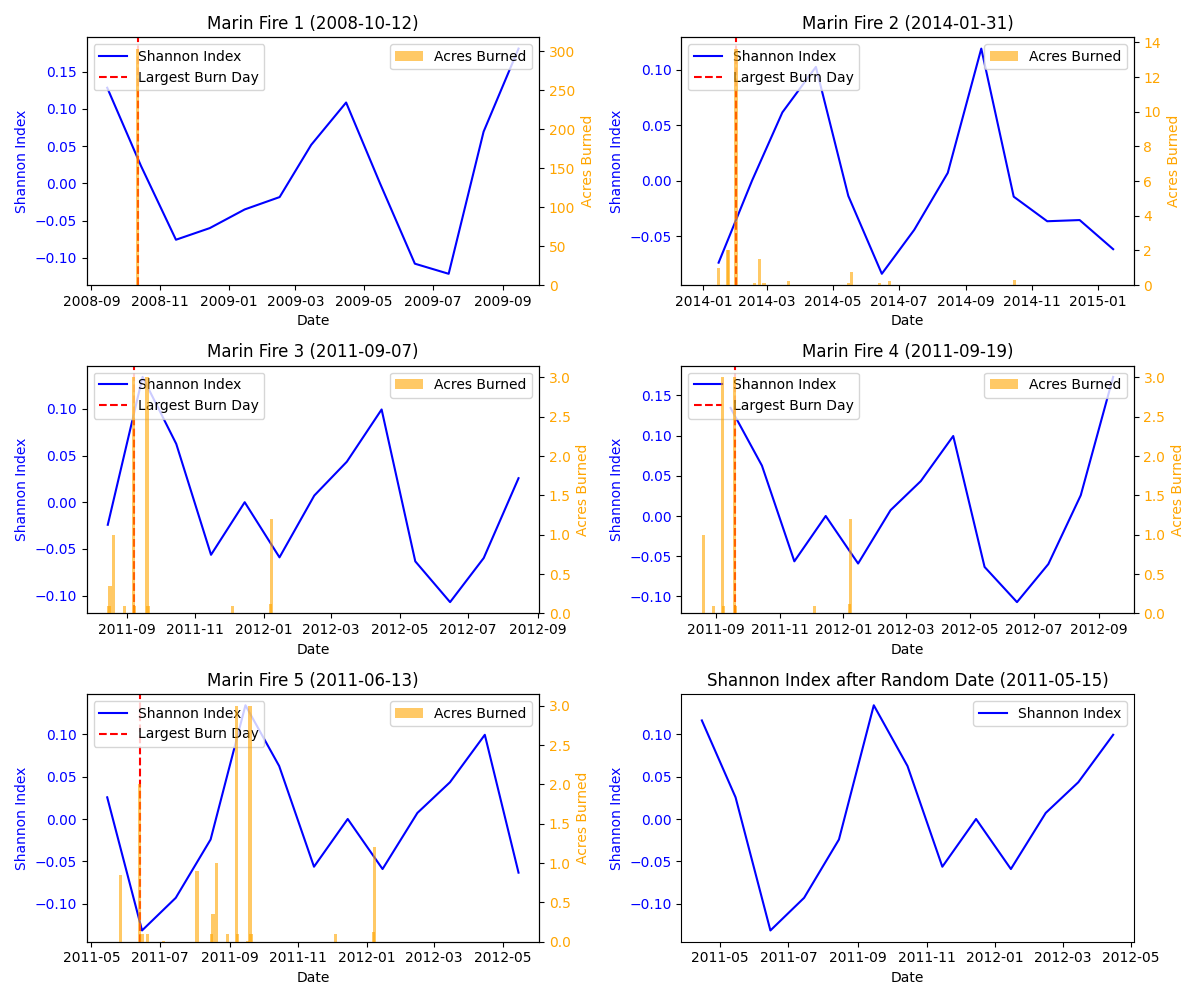 Marin Fire 1 (2008-10-12)
Shannon Index
Largest Burn Day
Acres Burned
0.15
0.10
0.05
0.00
−0.05
−0.10
Shannon Index
300
250
200
150
100
50
0
Acres Burned
2008-09 2008-11 2009-01 2009-03 2009-05 2009-07 2009-09
Date
Marin Fire 2 (2014-01-31)
Shannon Index
Largest Burn Day
Acres Burned
0.10
0.05
0.00
−0.05
Shannon Index
14
12
10
8
6
4
2
0
Acres Burned
2014-01 2014-03 2014-05 2014-07 2014-09 2014-11 2015-01
Date
Marin Fire 3 (2011-09-07)
Shannon Index
Largest Burn Day
Acres Burned
0.10
0.05
0.00
−0.05
−0.10
Shannon Index
3.0
2.5
2.0
1.5
1.0
0.5
0.0
Acres Burned
2011-09 2011-11 2012-01 2012-03 2012-05 2012-07 2012-09
Date
Marin Fire 4 (2011-09-19)
Shannon Index
Largest Burn Day
Acres Burned
0.15
0.10
0.05
0.00
−0.05
−0.10
Shannon Index
3.0
2.5
2.0
1.5
1.0
0.5
0.0
Acres Burned
2011-09 2011-11 2012-01 2012-03 2012-05 2012-07 2012-09
Date
Marin Fire 5 (2011-06-13)
Shannon Index
Largest Burn Day
Acres Burned
0.10
0.05
0.00
−0.05
−0.10
Shannon Index
3.0
2.5
2.0
1.5
1.0
0.5
0.0
Acres Burned
2011-05 2011-07 2011-09 2011-11 2012-01 2012-03 2012-05
Date
Shannon Index after Random Date (2011-05-15)
Shannon Index
0.10
0.05
0.00
−0.05
−0.10
Shannon Index
2011-05 2011-07 2011-09 2011-11 2012-01 2012-03 2012-05
Date